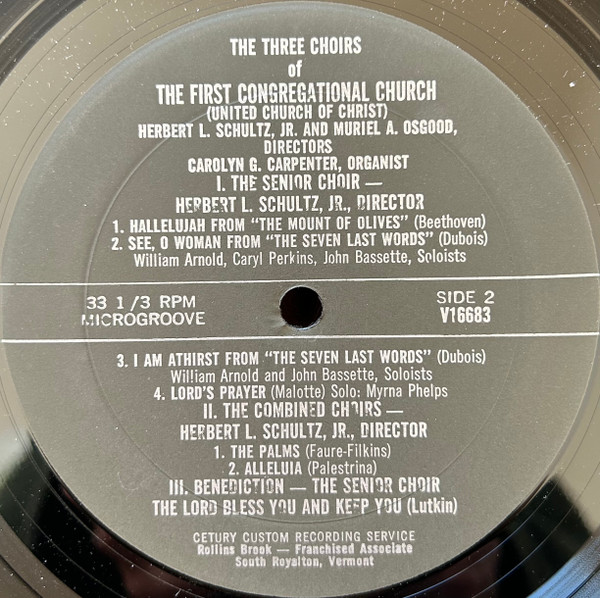 THE THREE CHOIRS
of
THE FIRST CONGREGATIONAL CHURCH
(UNITED CHURCH OF CHRIST)
HERBERT L. SCHULTZ, JR. AND MURIEL A. OSGOOD,
DIRECTORS
CAROLYN G. CARPENTER, ORGANIST
I. THE SENIOR CHOIR —
HERBERT L. SCHULTZ, JR., DIRECTOR
1. HALLELUJAH FROM "THE MOUNT OF OLIVES" (Beethoven)
2. SEE, O WOMAN FROM "THE SEVEN LAST WORDS" (Dubois)
William Arnold, Caryl Perkins, John Bassette, Soloists
33 1/3 RPM
MICROGROOVE
SIDE 2
V16683
3. I AM ATHIRST FROM "THE SEVEN LAST WORDS" (Dubois)
William Arnold and John Bassette, Soloists
4. LORD'S PRAYER (Malotte) Solo: Myrna Phelps
II. THE COMBINED CHOIRS —
HERBERT L. SCHULTZ, JR., DIRECTOR
1. THE PALMS (Faure-Filkins)
2. ALLELUIA (Palestrina)
III. BENEDICTION — THE SENIOR CHOIR
THE LORD BLESS YOU AND KEEP YOU (Lutkin)
CETURY CUSTOM RECORDING SERVICE
Rollins Brook — Franchised Associate
South Royalton, Vermont